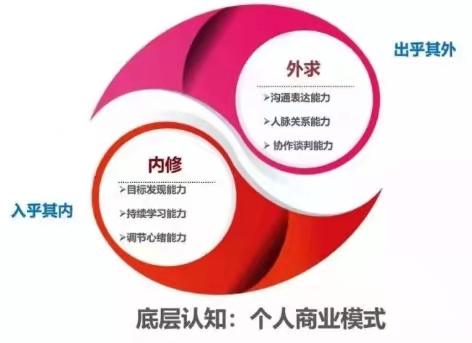 出乎其外
外求
➢沟通表达能力
➢人脉关系能力
➢ 协作谈判能力
内修
➢目标发现能力
➢持续学习能力
➢调节心绪能力
入乎其内
底层认知：个人商业模式